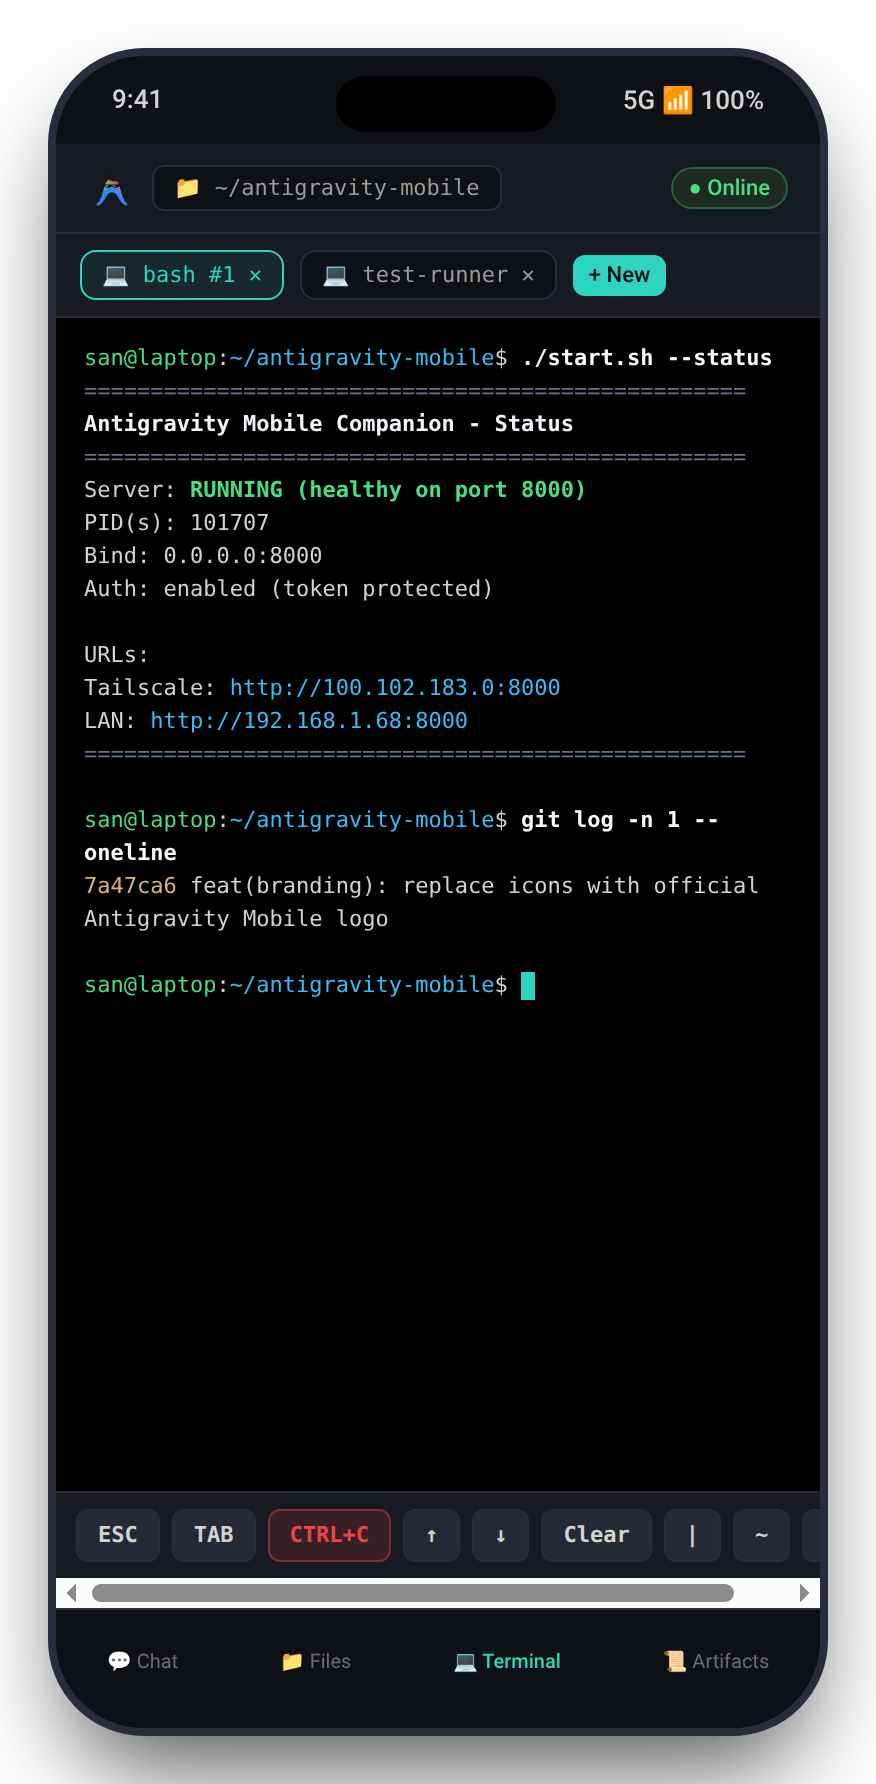 9:41
5G 📶 100%
📁 ~/antigravity-mobile
● Online
💻 bash #1 ×
💻 test-runner ×
+ New
san@laptop:~/antigravity-mobile$ ./start.sh --status
==================================================
Antigravity Mobile Companion - Status
==================================================
Server: RUNNING (healthy on port 8000)
PID(s): 101707
Bind: 0.0.0.0:8000
Auth: enabled (token protected)
URLs:
Tailscale: http://100.102.183.0:8000
LAN: http://192.168.1.68:8000
==================================================
san@laptop:~/antigravity-mobile$ git log -n 1 --
oneline
7a47ca6 feat(branding): replace icons with official
Antigravity Mobile logo
san@laptop:~/antigravity-mobile$
ESC
TAB
CTRL+C
↑
↓
Clear
|
~
💬 Chat
📁 Files
💻 Terminal
📜 Artifacts